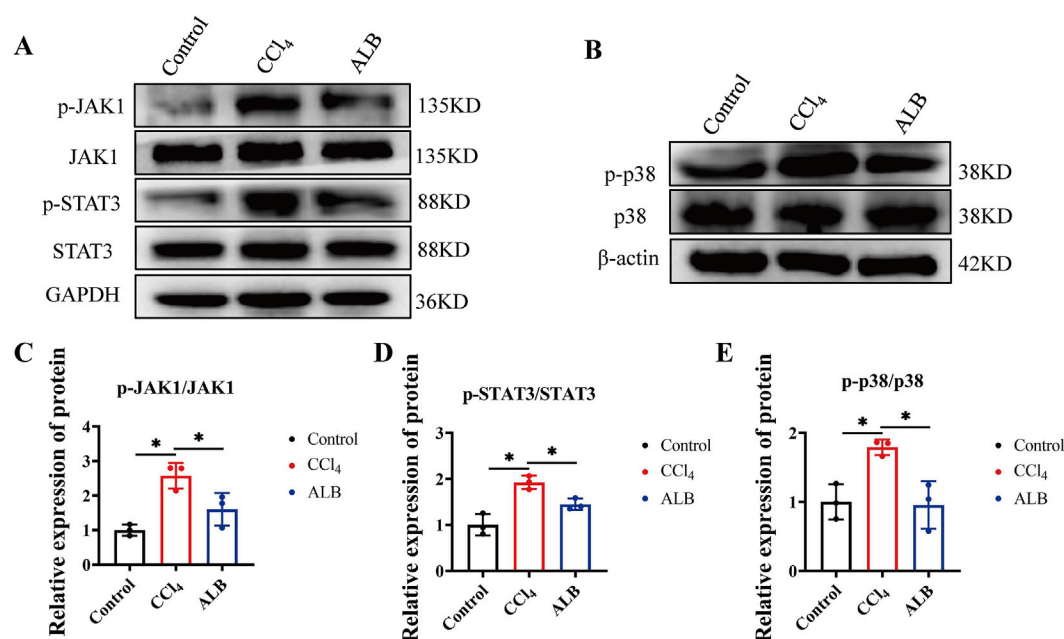 A
Control
CCl4
ALB
p-JAK1
135KD
JAK1
135KD
p-STAT3
88KD
STAT3
88KD
GAPDH
36KD
B
Control
CCl4
ALB
p-p38
38KD
p38
38KD
β-actin
42KD
C
p-JAK1/JAK1
Relative expression of protein
4
3
2
1
0
*
*
Control
CCl4
ALB
Control
CCl4
ALB
D
p-STAT3/STAT3
Relative expression of protein
3
2
1
0
*
*
Control
CCl4
ALB
Control
CCl4
ALB
E
p-p38/p38
Relative expression of protein
2
1
0
*
*
Control
CCl4
ALB
Control
CCl4
ALB